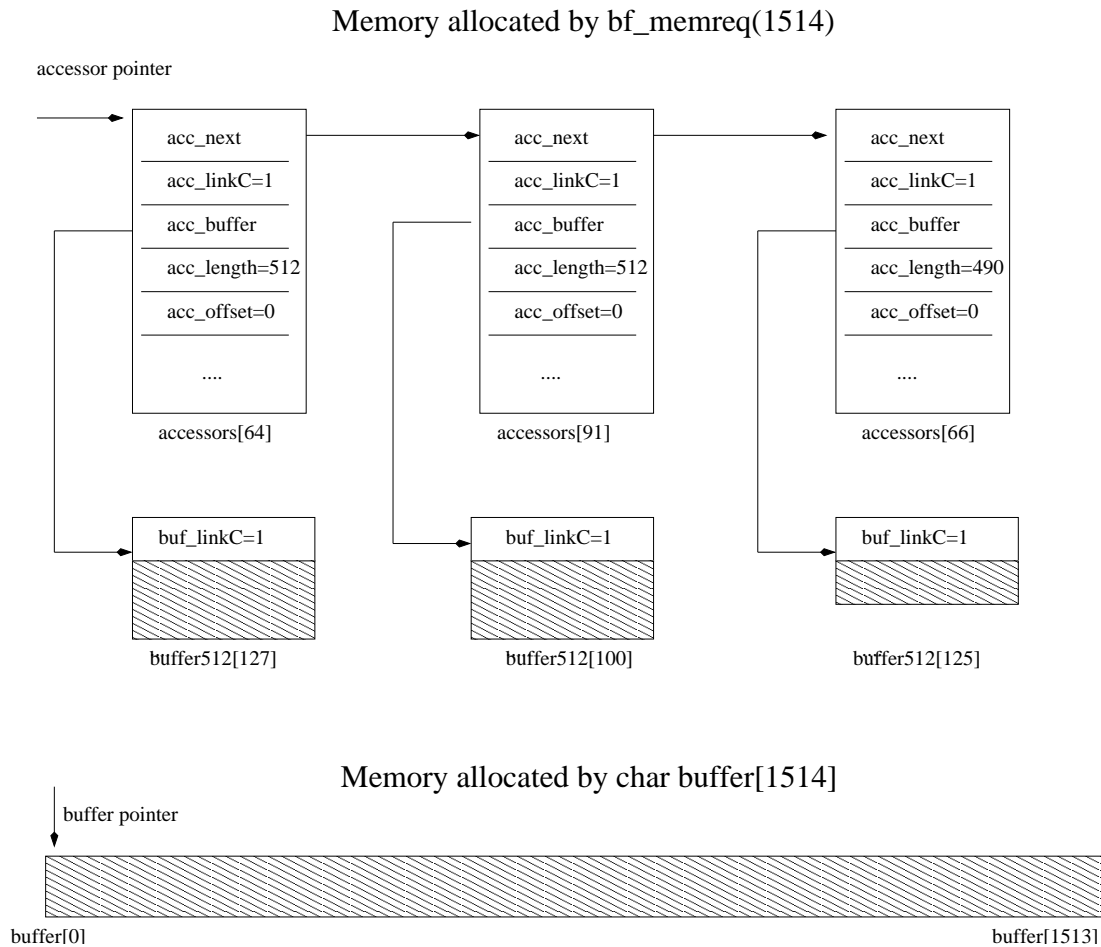 Memory allocated by bf_memreq(1514)
accessor pointer
acc_next
acc_linkC=1
acc_buffer
acc_length=512
acc_offset=0
....
accessors[64]
acc_next
acc_linkC=1
acc_buffer
acc_length=512
acc_offset=0
....
accessors[91]
acc_next
acc_linkC=1
acc_buffer
acc_length=490
acc_offset=0
....
accessors[66]
buf_linkC=1
buffer512[127]
buf_linkC=1
buffer512[100]
buf_linkC=1
buffer512[125]
Memory allocated by char buffer[1514]
buffer pointer
buffer[0]
buffer[1513]